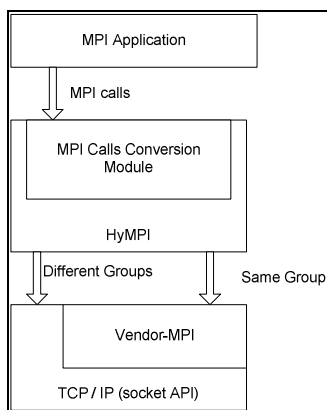 MPI Application
MPI calls
MPI Calls Conversion
Module
HyMPI
Different Groups
Same Group
Vendor-MPI
TCP / IP (socket API)